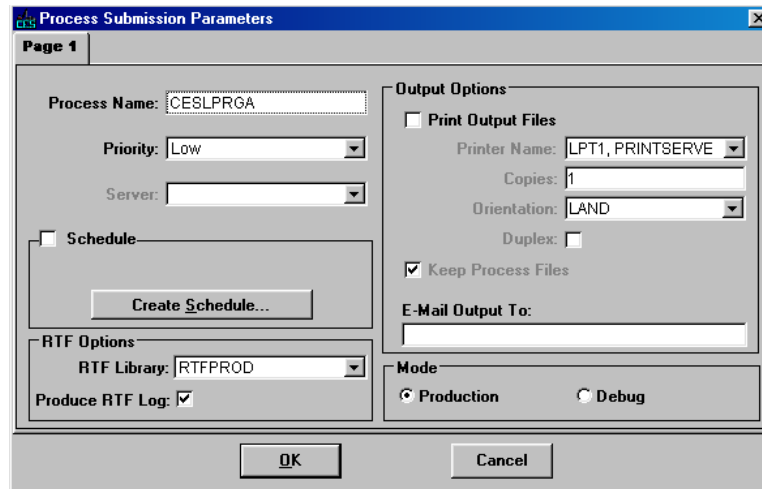 CES Process Submission Parameters
Page 1
Process Name: CESLPRGA
Priority: Low
Server:
Schedule
Create Schedule...
RTF Options
RTF Library: RTFPROD
Produce RTF Log:
Output Options
Print Output Files
Printer Name: LPT1, PRINTSERVE
Copies: 1
Orientation: LAND
Duplex:
Keep Process Files
E-Mail Output To:
Mode
Production Debug
OK Cancel